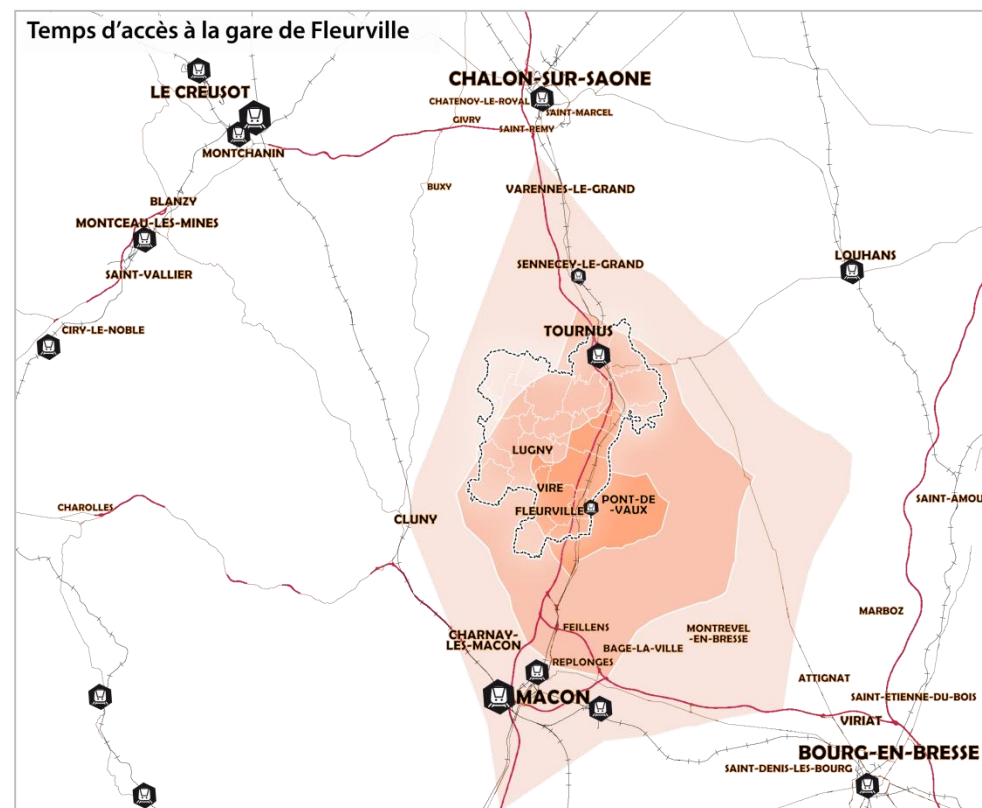 Temps d'accès à la gare de Fleurville
CHALON-SUR-SAONE
LE CREUSOT
CHATENOY-LE-ROYAL
SAINT-MARCEL
GIVRY
SAINT-REMY
MONTCHANIN
BUXY
VARENNES-LE-GRAND
BLANZY
MONTCEAU-LES-MINES
LOUHANS
SENNECEY-LE-GRAND
SAINT-VALLIER
CIRY-LE-NOBLE
TOURNUS
LUGNY
VIRE
PONT-DE
-VAUX
SAINT-AMOU
CHAROLLES
FLEURVILLE
CLUNY
MARBOZ
FEILLENS
MONTREVEL
-EN-BRESSE
CHARNAY-
LES-MACON
BAGE-LA-VILLE
REPLONGES
ATTIGNAT
MACON
SAINT-ETIENNE-DU-BOIS
VIRIAT
BOURG-EN-BRESSE
SAINT-DENIS-LES-BOURG